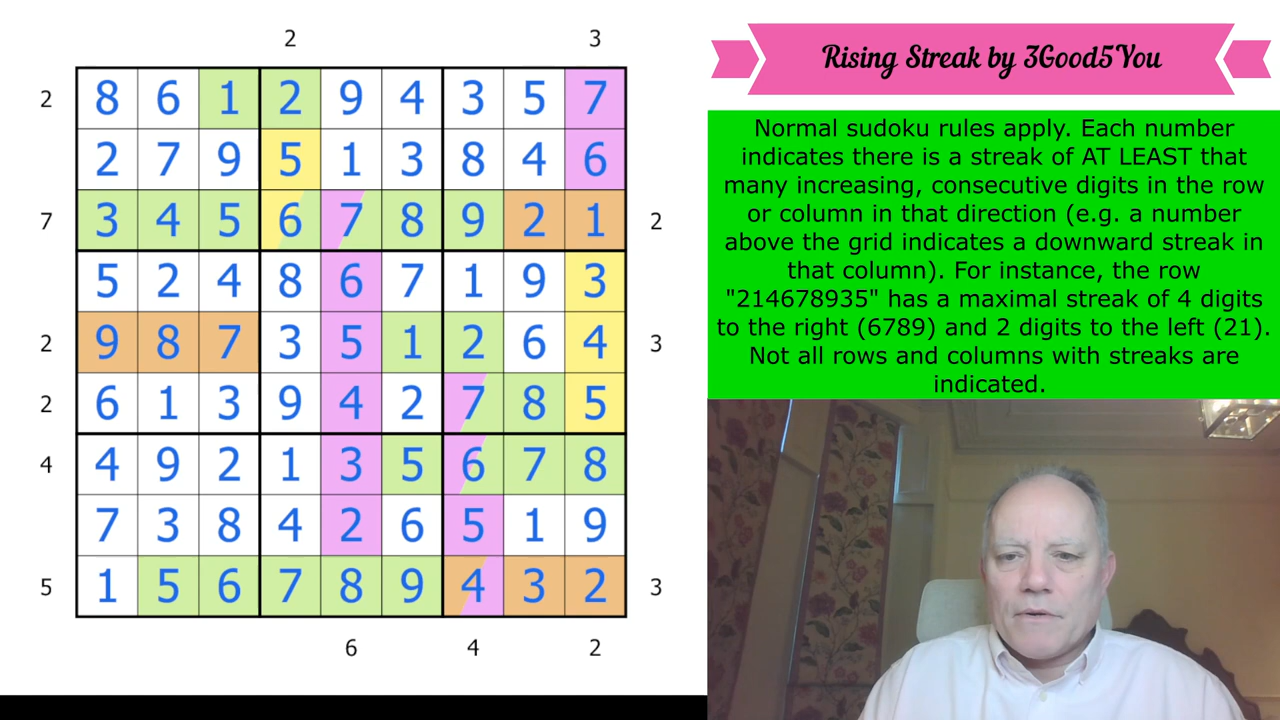 Rising Streak by 3Good5You
2 3
2 8 6 1 2 9 4 3 5 7
2 7 9 5 1 3 8 4 6
7 3 4 5 6 7 8 9 2 1 2
5 2 4 8 6 7 1 9 3
2 9 8 7 3 5 1 2 6 4 3
2 6 1 3 9 4 2 7 8 5
4 4 9 2 1 3 5 6 7 8
7 3 8 4 2 6 5 1 9
5 1 5 6 7 8 9 4 3 2 3
6 4 2
Normal sudoku rules apply. Each number
indicates there is a streak of AT LEAST that
many increasing, consecutive digits in the row
or column in that direction (e.g. a number
above the grid indicates a downward streak in
that column). For instance, the row
"214678935" has a maximal streak of 4 digits
to the right (6789) and 2 digits to the left (21).
Not all rows and columns with streaks are
indicated.